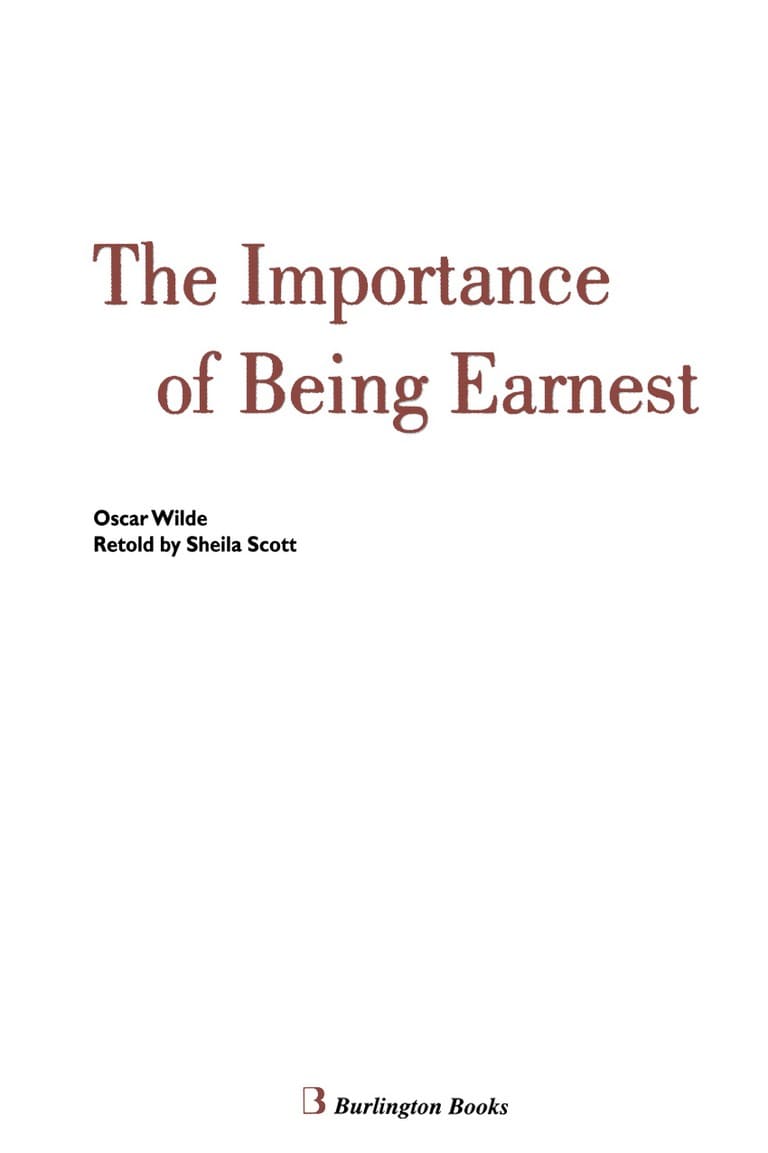 The Importance
of Being Earnest
Oscar Wilde
Retold by Sheila Scott
B Burlington Books